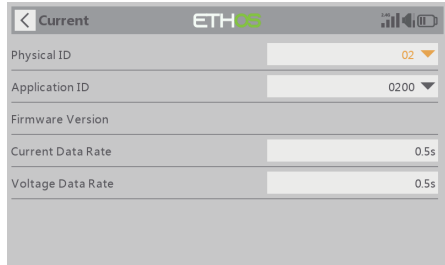 Current ETHOS
Physical ID 02
Application ID 0200
Firmware Version
Current Data Rate 0.5s
Voltage Data Rate 0.5s